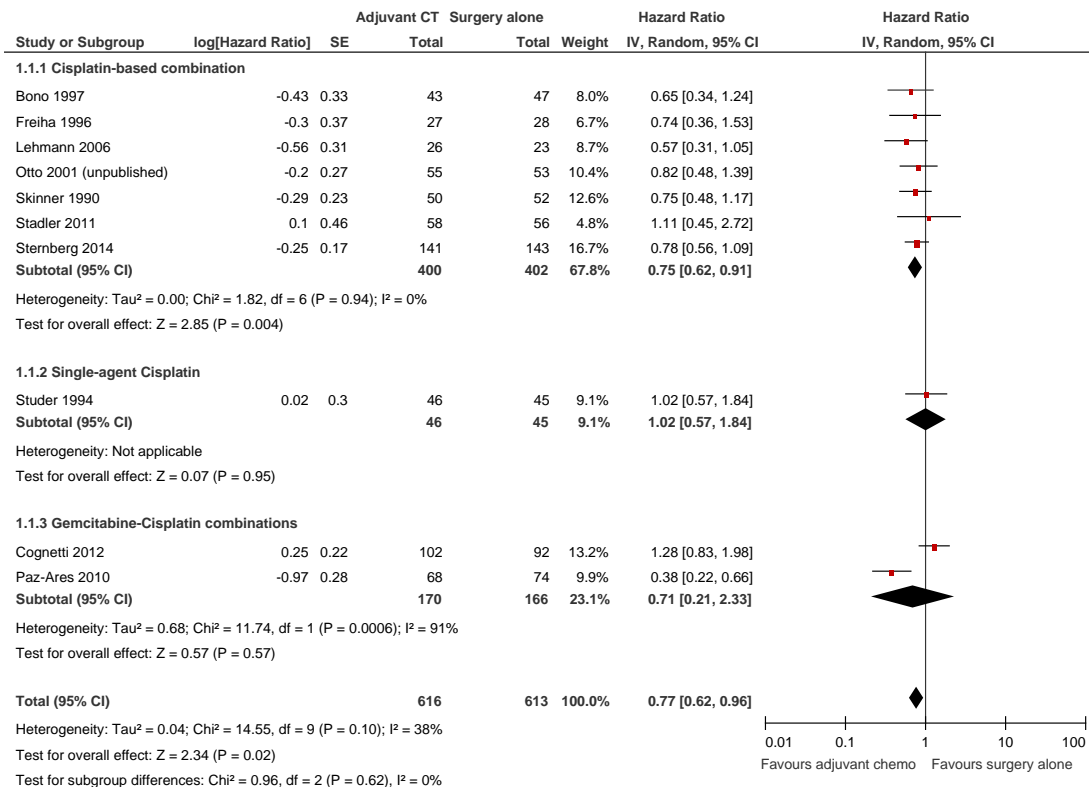 Adjuvant CT Surgery alone Hazard Ratio Hazard Ratio
Study or Subgroup log[Hazard Ratio] SE Total Total Weight IV, Random, 95% CI IV, Random, 95% CI
1.1.1 Cisplatin-based combination
Bono 1997 -0.43 0.33 43 47 8.0% 0.65 [0.34, 1.24]
Freiha 1996 -0.3 0.37 27 28 6.7% 0.74 [0.36, 1.53]
Lehmann 2006 -0.56 0.31 26 23 8.7% 0.57 [0.31, 1.05]
Otto 2001 (unpublished) -0.2 0.27 55 53 10.4% 0.82 [0.48, 1.39]
Skinner 1990 -0.29 0.23 50 52 12.6% 0.75 [0.48, 1.17]
Stadler 2011 0.1 0.46 58 56 4.8% 1.11 [0.45, 2.72]
Sternberg 2014 -0.25 0.17 141 143 16.7% 0.78 [0.56, 1.09]
Subtotal (95% CI) 400 402 67.8% 0.75 [0.62, 0.91]
Heterogeneity: Tau² = 0.00; Chi² = 1.82, df = 6 (P = 0.94); I² = 0%
Test for overall effect: Z = 2.85 (P = 0.004)
1.1.2 Single-agent Cisplatin
Studer 1994 0.02 0.3 46 45 9.1% 1.02 [0.57, 1.84]
Subtotal (95% CI) 46 45 9.1% 1.02 [0.57, 1.84]
Heterogeneity: Not applicable
Test for overall effect: Z = 0.07 (P = 0.95)
1.1.3 Gemcitabine-Cisplatin combinations
Cognetti 2012 0.25 0.22 102 92 13.2% 1.28 [0.83, 1.98]
Paz-Ares 2010 -0.97 0.28 68 74 9.9% 0.38 [0.22, 0.66]
Subtotal (95% CI) 170 166 23.1% 0.71 [0.21, 2.33]
Heterogeneity: Tau² = 0.68; Chi² = 11.74, df = 1 (P = 0.0006); I² = 91%
Test for overall effect: Z = 0.57 (P = 0.57)
Total (95% CI) 616 613 100.0% 0.77 [0.62, 0.96]
Heterogeneity: Tau² = 0.04; Chi² = 14.55, df = 9 (P = 0.10); I² = 38%
Test for overall effect: Z = 2.34 (P = 0.02)
Test for subgroup differences: Chi² = 0.96, df = 2 (P = 0.62), I² = 0%
0.01 0.1 1 10 100
Favours adjuvant chemo Favours surgery alone